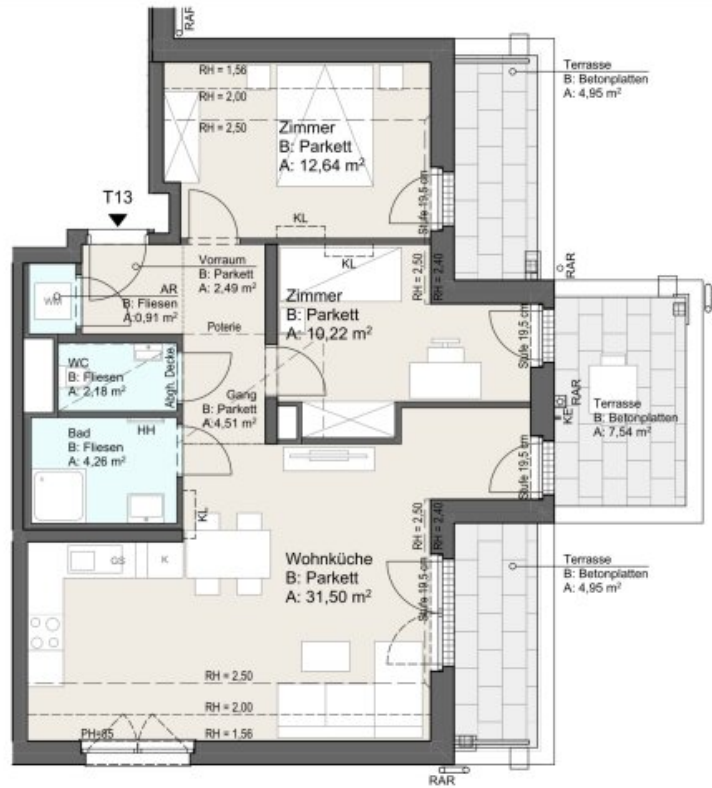 RAR
RH = 1,56
RH = 2,00
RH = 2,50
Zimmer
B: Parkett
A: 12,64 m²
Terrasse
B: Betonplatten
A: 4,95 m²
Stufe 19,5 cm
KL
T13
Vorraum
B: Parkett
A: 2,49 m²
AR
B: Fliesen
A:0,91 m²
WM
KL
RH = 2,50
RH = 2,40
Zimmer
B: Parkett
A: 10,22 m²
Stufe 19,5 cm
RAR
Poterie
WC
B: Fliesen
A: 2,18 m²
Abgh. Decke
Gang
B: Parkett
A:4,51 m²
Bad
B: Fliesen
A: 4,26 m²
HH
KL
KE
RAR
Terrasse
B: Betonplatten
A: 7,54 m²
Stufe 19,5 cm
RH = 2,50
RH = 2,40
GS
K
Wohnküche
B: Parkett
A: 31,50 m²
Stufe 19,5 cm
Terrasse
B: Betonplatten
A: 4,95 m²
RH = 2,50
RH = 2,00
PH=85
RH = 1,56
RAR